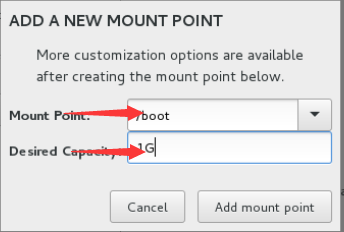 ADD A NEW MOUNT POINT
More customization options are available
after creating the mount point below.
Mount Point: /boot
Desired Capacity: 1G
Cancel Add mount point